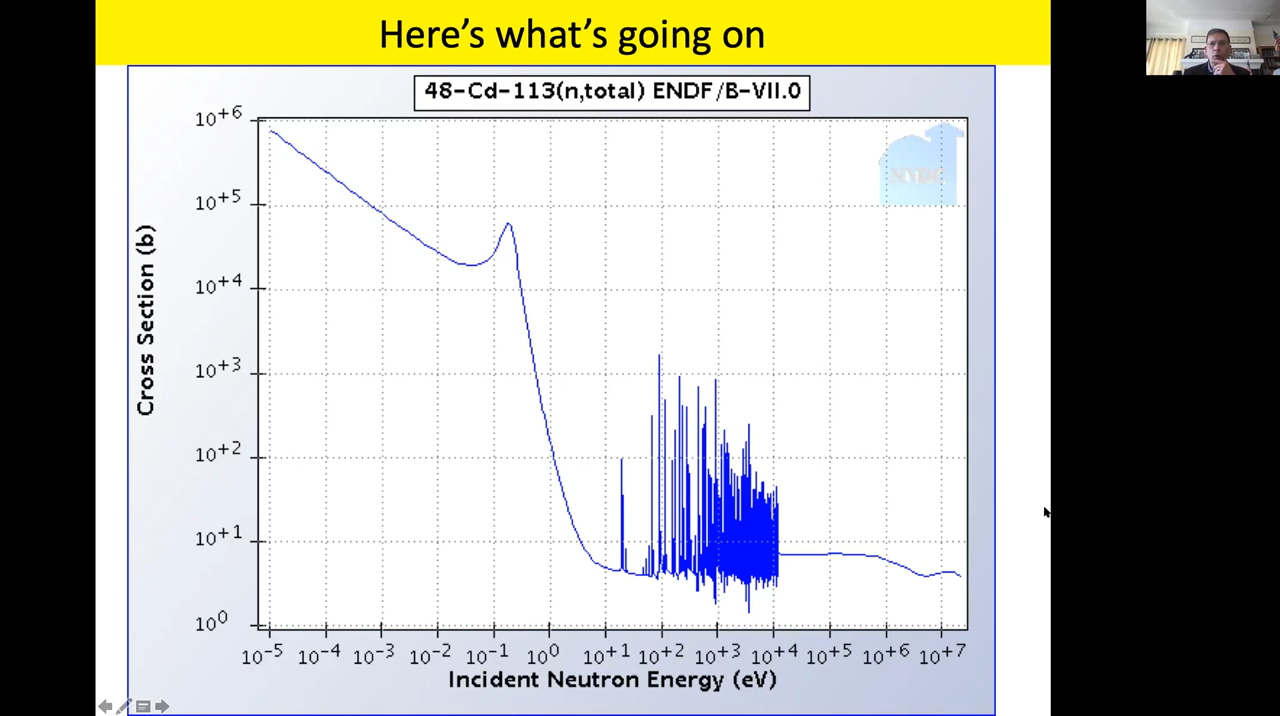 Here's what's going on
48-Cd-113(n,total) ENDF/B-VII.0
10+6
10+5
10+4
10+3
10+2
10+1
10^0
Cross Section (b)
NNDC
10-5 10-4 10-3 10-2 10-1 10^0 10+1 10+2 10+3 10+4 10+5 10+6 10+7
Incident Neutron Energy (eV)